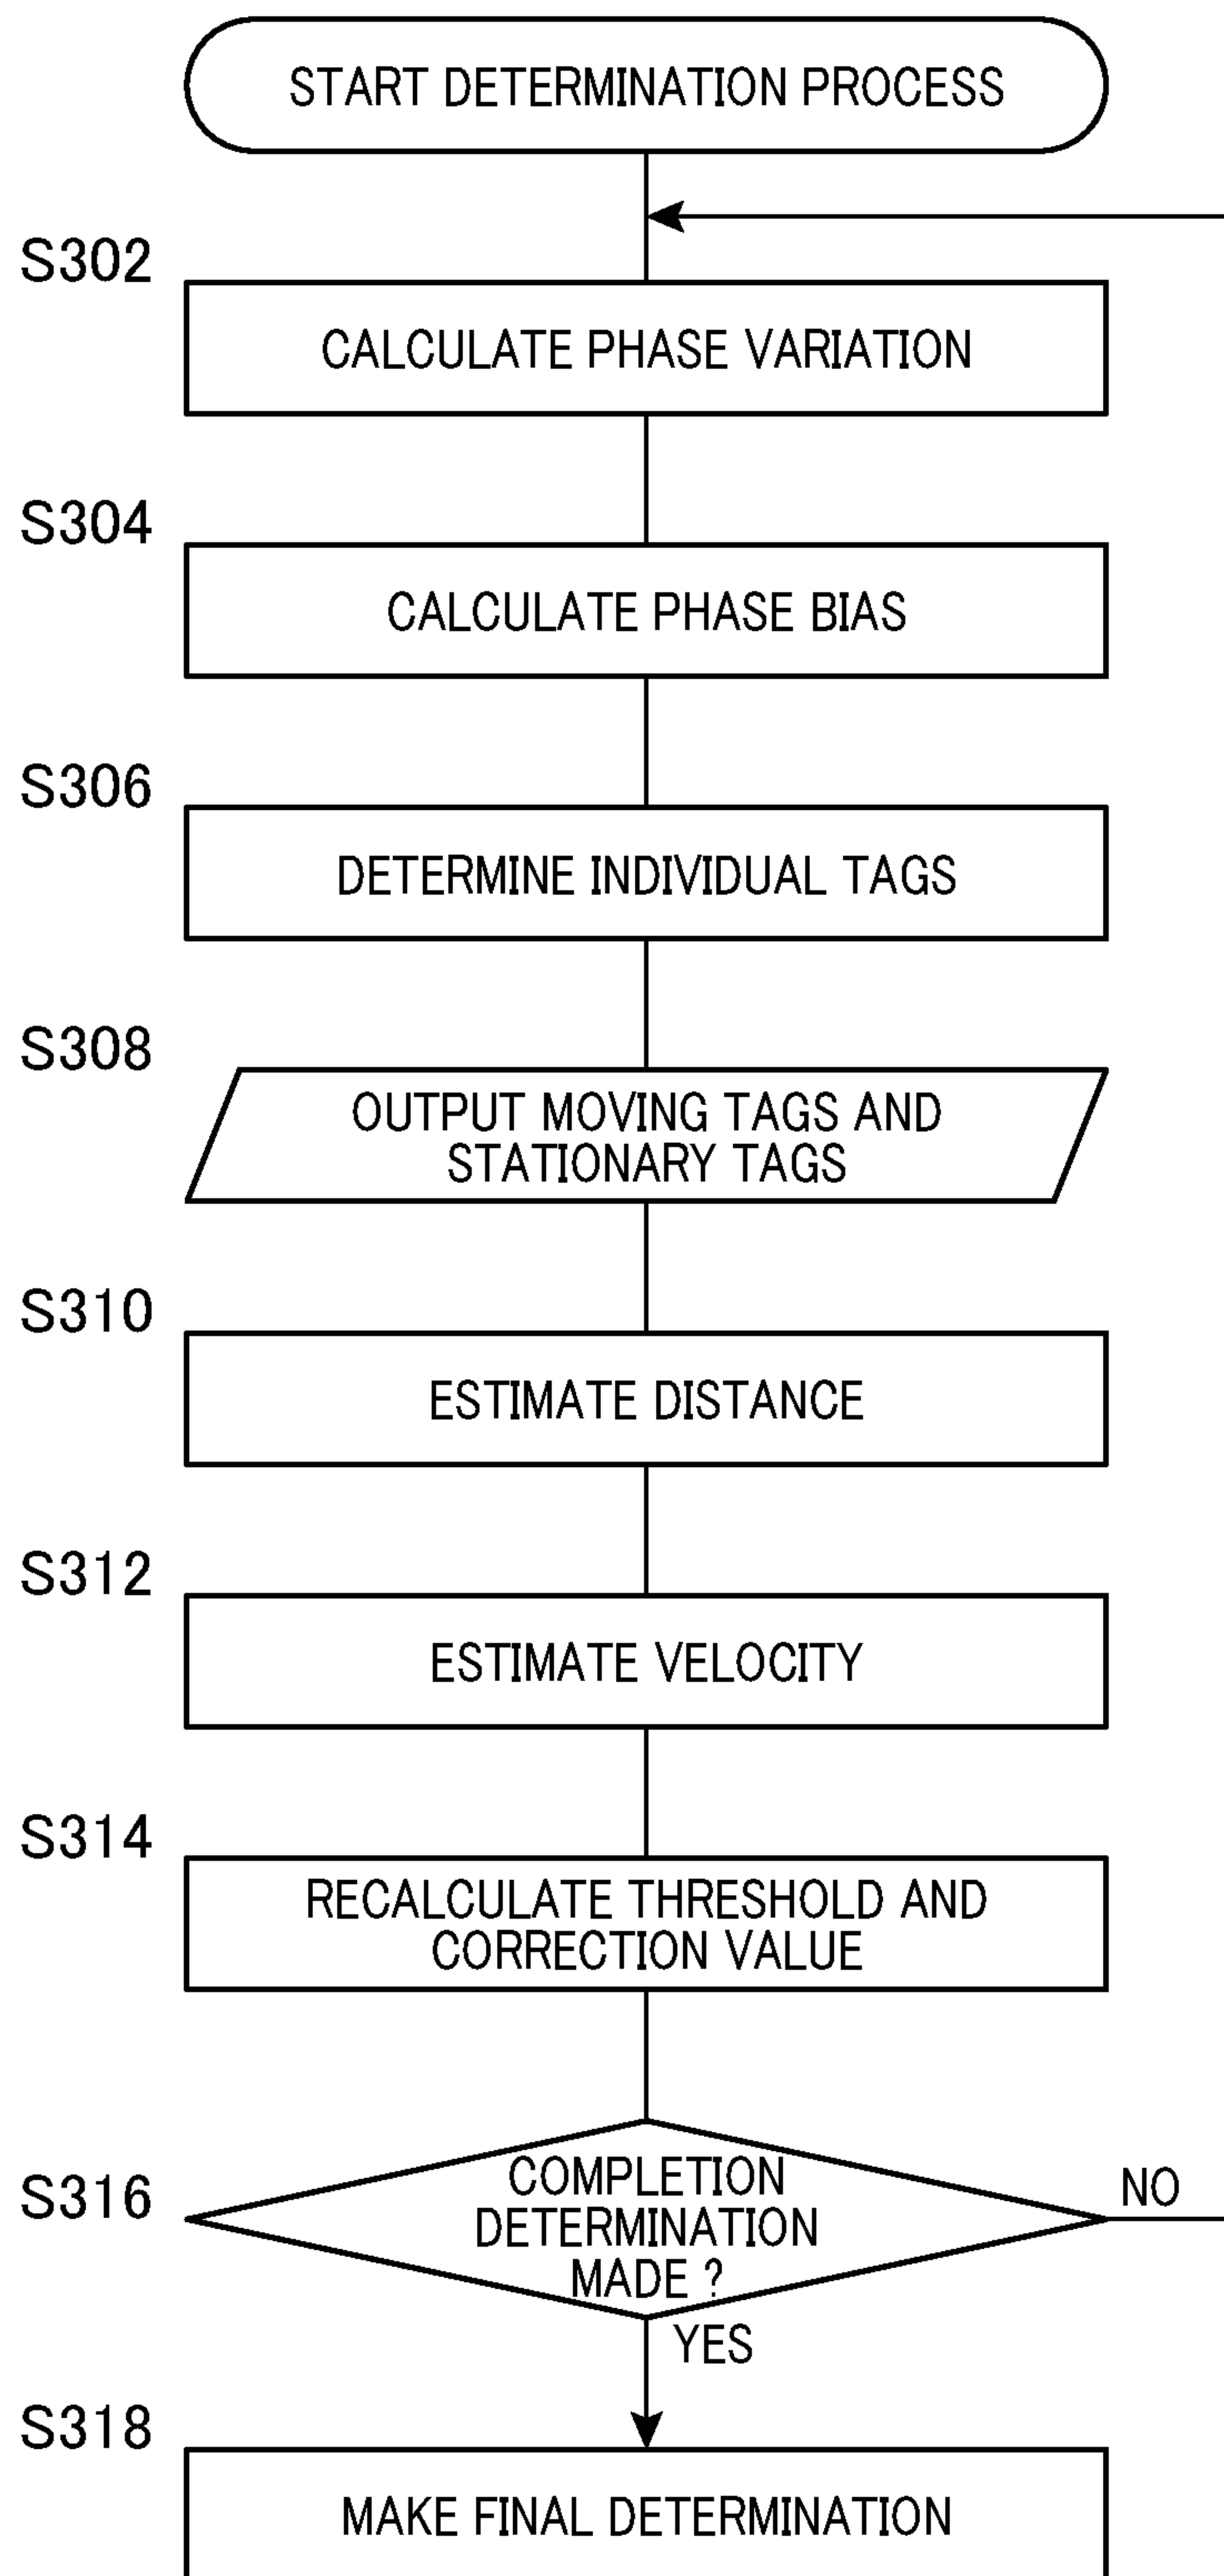 START DETERMINATION PROCESS
S302
CALCULATE PHASE VARIATION
S304
CALCULATE PHASE BIAS
S306
DETERMINE INDIVIDUAL TAGS
S308
OUTPUT MOVING TAGS AND
STATIONARY TAGS
S310
ESTIMATE DISTANCE
S312
ESTIMATE VELOCITY
S314
RECALCULATE THRESHOLD AND
CORRECTION VALUE
S316
COMPLETION
DETERMINATION
MADE ?
NO
YES
S318
MAKE FINAL DETERMINATION